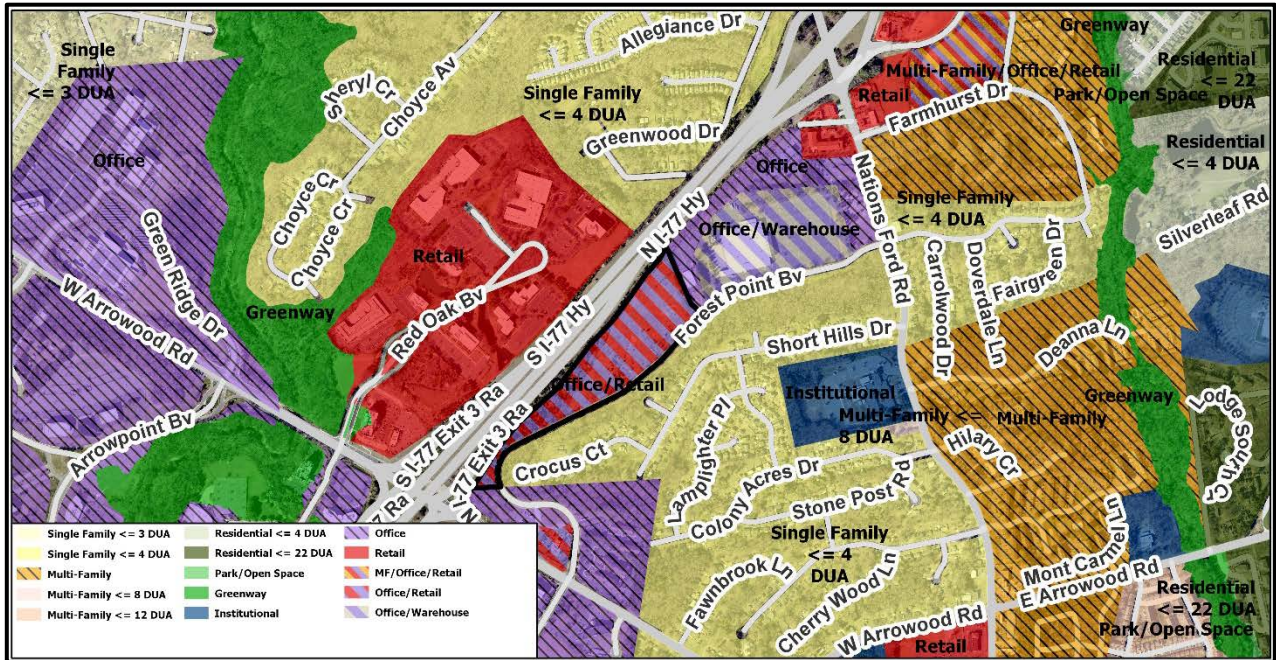 Single
Family
<= 3 DUA
Sheryl Cr
Choyce Av
Allegiance Dr
Single Family
<= 4 DUA
Greenwood Dr
Greenway
Multi-Family/Office/Retail
Park/Open Space
Residential
<= 22
DUA
Retail
Farmhurst Dr
Office
Choyce Cr
Choyce Cr
Green Ridge Dr
W Arrowood Rd
Greenway
Retail
Red Oak Bv
N I-77 Hy
S I-77 Hy
Office
Office/Warehouse
Nations Ford Rd
Single Family
<= 4 DUA
Residential
<= 4 DUA
Silverleaf Rd
Forest Point Bv
Carrolwood Dr
Doverdale Ln
Fairgreen Dr
Short Hills Dr
Deanna Ln
Office/Retail
Institutional
Multi-Family <=
8 DUA
Multi-Family
Greenway
Lodge South Cr
Arrowpoint Bv
S I-77 Exit 3 Ra
77 Exit 3 Ra
7 Ra
77 N
Crocus Ct
Lamplighter Pl
Colony Acres Dr
Stone Post Rd
Hilary Cr
Single Family
<= 4
DUA
Fawnbrook Ln
Cherry Wood Ln
Mont Carmel Ln
E Arrowood Rd
W Arrowood Rd
Retail
Residential
<= 22 DUA
Park/Open Space
Single Family <= 3 DUA
Single Family <= 4 DUA
Multi-Family
Multi-Family <= 8 DUA
Multi-Family <= 12 DUA
Residential <= 4 DUA
Residential <= 22 DUA
Park/Open Space
Greenway
Institutional
Office
Retail
MF/Office/Retail
Office/Retail
Office/Warehouse